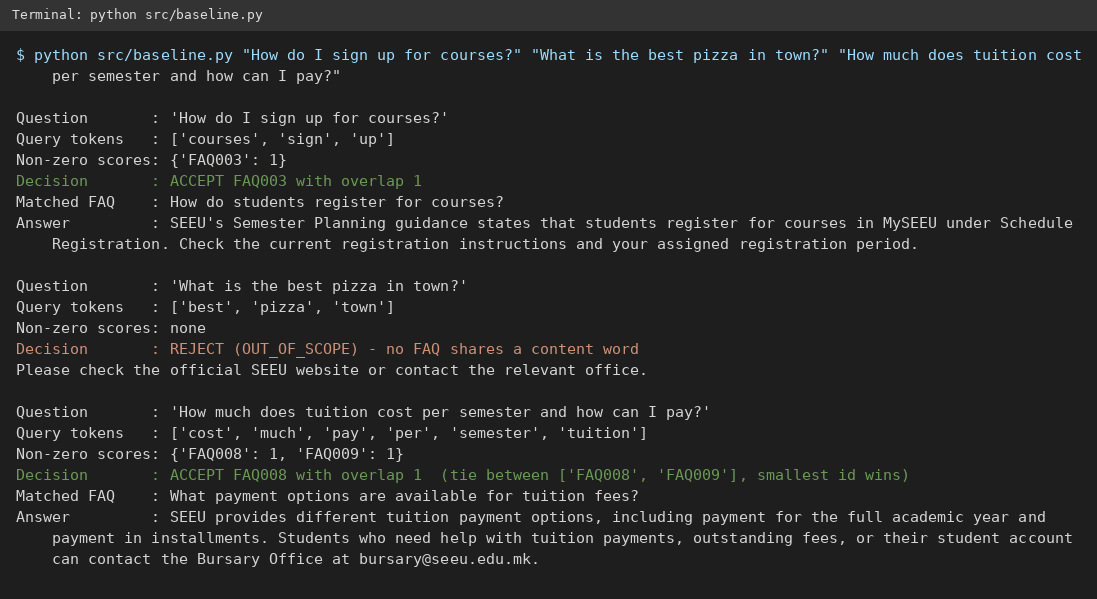 Terminal: python src/baseline.py
$ python src/baseline.py "How do I sign up for courses?" "What is the best pizza in town?" "How much does tuition cost
per semester and how can I pay?"
Question       : 'How do I sign up for courses?'
Query tokens   : ['courses', 'sign', 'up']
Non-zero scores: {'FAQ003': 1}
Decision       : ACCEPT FAQ003 with overlap 1
Matched FAQ    : How do students register for courses?
Answer         : SEEU's Semester Planning guidance states that students register for courses in MySEEU under Schedule
Registration. Check the current registration instructions and your assigned registration period.
Question       : 'What is the best pizza in town?'
Query tokens   : ['best', 'pizza', 'town']
Non-zero scores: none
Decision       : REJECT (OUT_OF_SCOPE) - no FAQ shares a content word
Please check the official SEEU website or contact the relevant office.
Question       : 'How much does tuition cost per semester and how can I pay?'
Query tokens   : ['cost', 'much', 'pay', 'per', 'semester', 'tuition']
Non-zero scores: {'FAQ008': 1, 'FAQ009': 1}
Decision       : ACCEPT FAQ008 with overlap 1  (tie between ['FAQ008', 'FAQ009'], smallest id wins)
Matched FAQ    : What payment options are available for tuition fees?
Answer         : SEEU provides different tuition payment options, including payment for the full academic year and
payment in installments. Students who need help with tuition payments, outstanding fees, or their student account
can contact the Bursary Office at bursary@seeu.edu.mk.